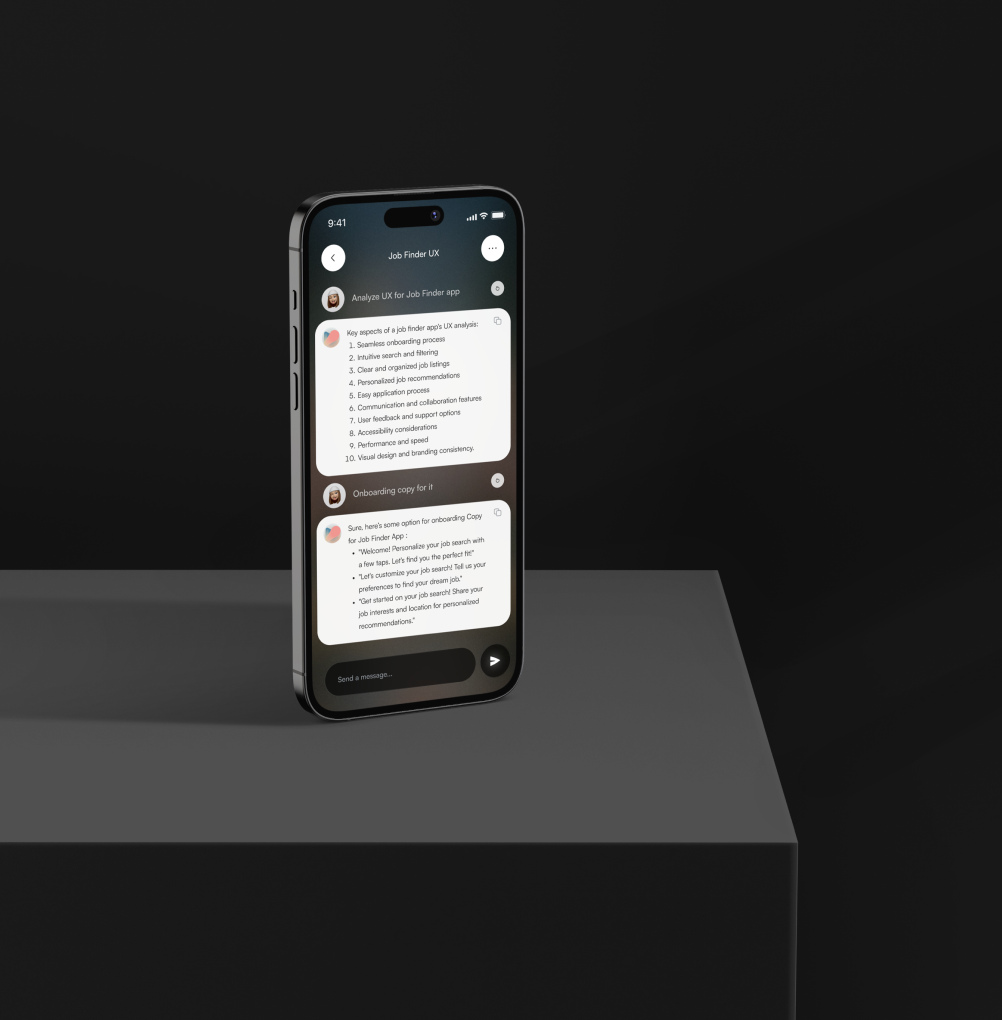 9:41
Job Finder UX
Analyze UX for Job Finder app
Key aspects of a job finder app's UX analysis:
1. Seamless onboarding process
2. Intuitive search and filtering
3. Clear and organized job listings
4. Personalized job recommendations
5. Easy application process
6. Communication and collaboration features
7. User feedback and support options
8. Accessibility considerations
9. Performance and speed
10. Visual design and branding consistency.
Onboarding copy for it
Sure, here's some option for onboarding Copy
for Job Finder App :
• "Welcome! Personalize your job search with
a few taps. Let's find you the perfect fit!"
• "Let's customize your job search! Tell us your
preferences to find your dream job."
• "Get started on your job search! Share your
job interests and location for personalized
recommendations."
Send a message...